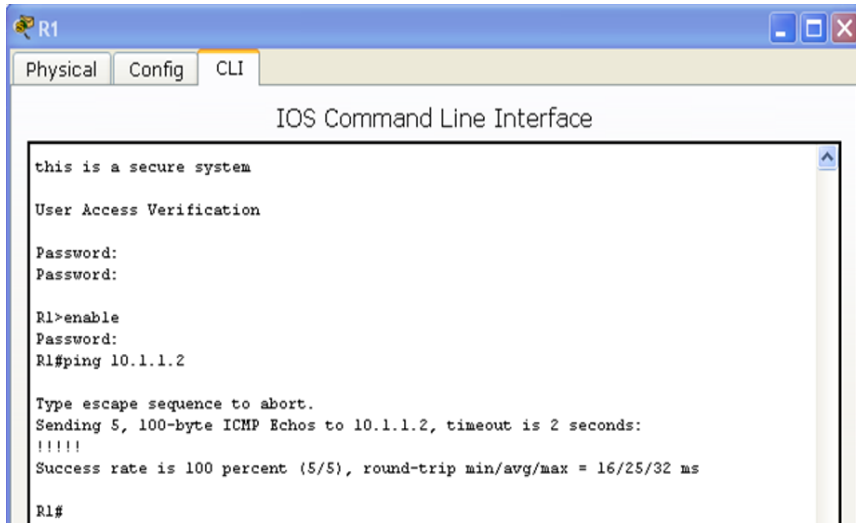 R1
Physical Config CLI
IOS Command Line Interface
this is a secure system
User Access Verification
Password:
Password:
R1>enable
Password:
R1#ping 10.1.1.2
Type escape sequence to abort.
Sending 5, 100-byte ICMP Echos to 10.1.1.2, timeout is 2 seconds:
!!!!!
Success rate is 100 percent (5/5), round-trip min/avg/max = 16/25/32 ms
R1#